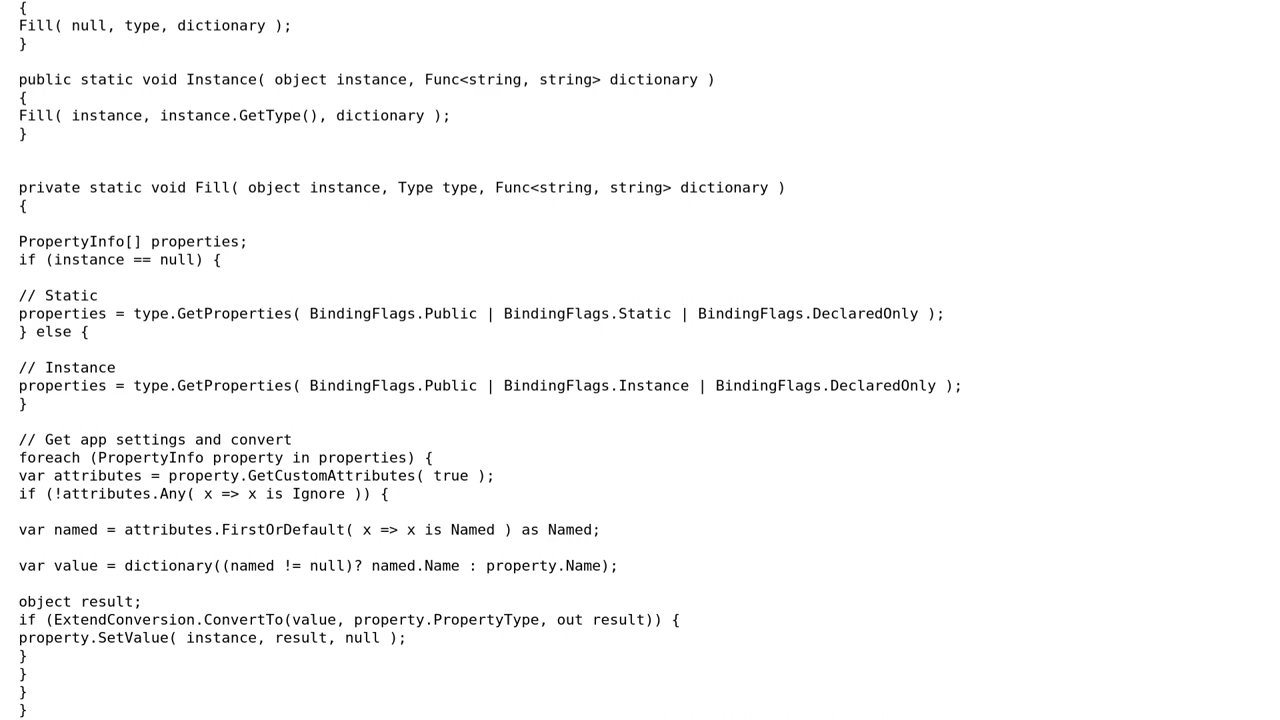 {
Fill( null, type, dictionary );
}
public static void Instance( object instance, Func<string, string> dictionary )
{
Fill( instance, instance.GetType(), dictionary );
}
private static void Fill( object instance, Type type, Func<string, string> dictionary )
{
PropertyInfo[] properties;
if (instance == null) {
// Static
properties = type.GetProperties( BindingFlags.Public | BindingFlags.Static | BindingFlags.DeclaredOnly );
} else {
// Instance
properties = type.GetProperties( BindingFlags.Public | BindingFlags.Instance | BindingFlags.DeclaredOnly );
}
// Get app settings and convert
foreach (PropertyInfo property in properties) {
var attributes = property.GetCustomAttributes( true );
if (!attributes.Any( x => x is Ignore )) {
var named = attributes.FirstOrDefault( x => x is Named ) as Named;
var value = dictionary((named != null)? named.Name : property.Name);
object result;
if (ExtendConversion.ConvertTo(value, property.PropertyType, out result)) {
property.SetValue( instance, result, null );
}
}
}
}